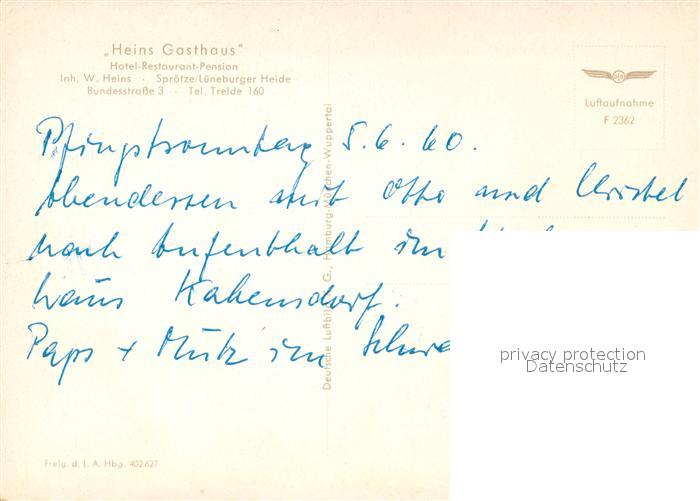 „Heins Gasthaus"
Hotel-Restaurant-Pension
Inh. W. Heins · Sprötze/Lüneburger Heide
Bundesstraße 3 · Tel. Trelde 160
Luftaufnahme
F 2362
Pfingstsonntag 5.6.60.
Abendessen mit Otto und Christel
nach Aufenthalt im
haus Kakensdorf.
Paps + Mutz im
Deutsche Luftbild G., Hamburg-München-Wuppertal
privacy protection
Datenschutz
Freig. d. L. A. Hbg. 402627